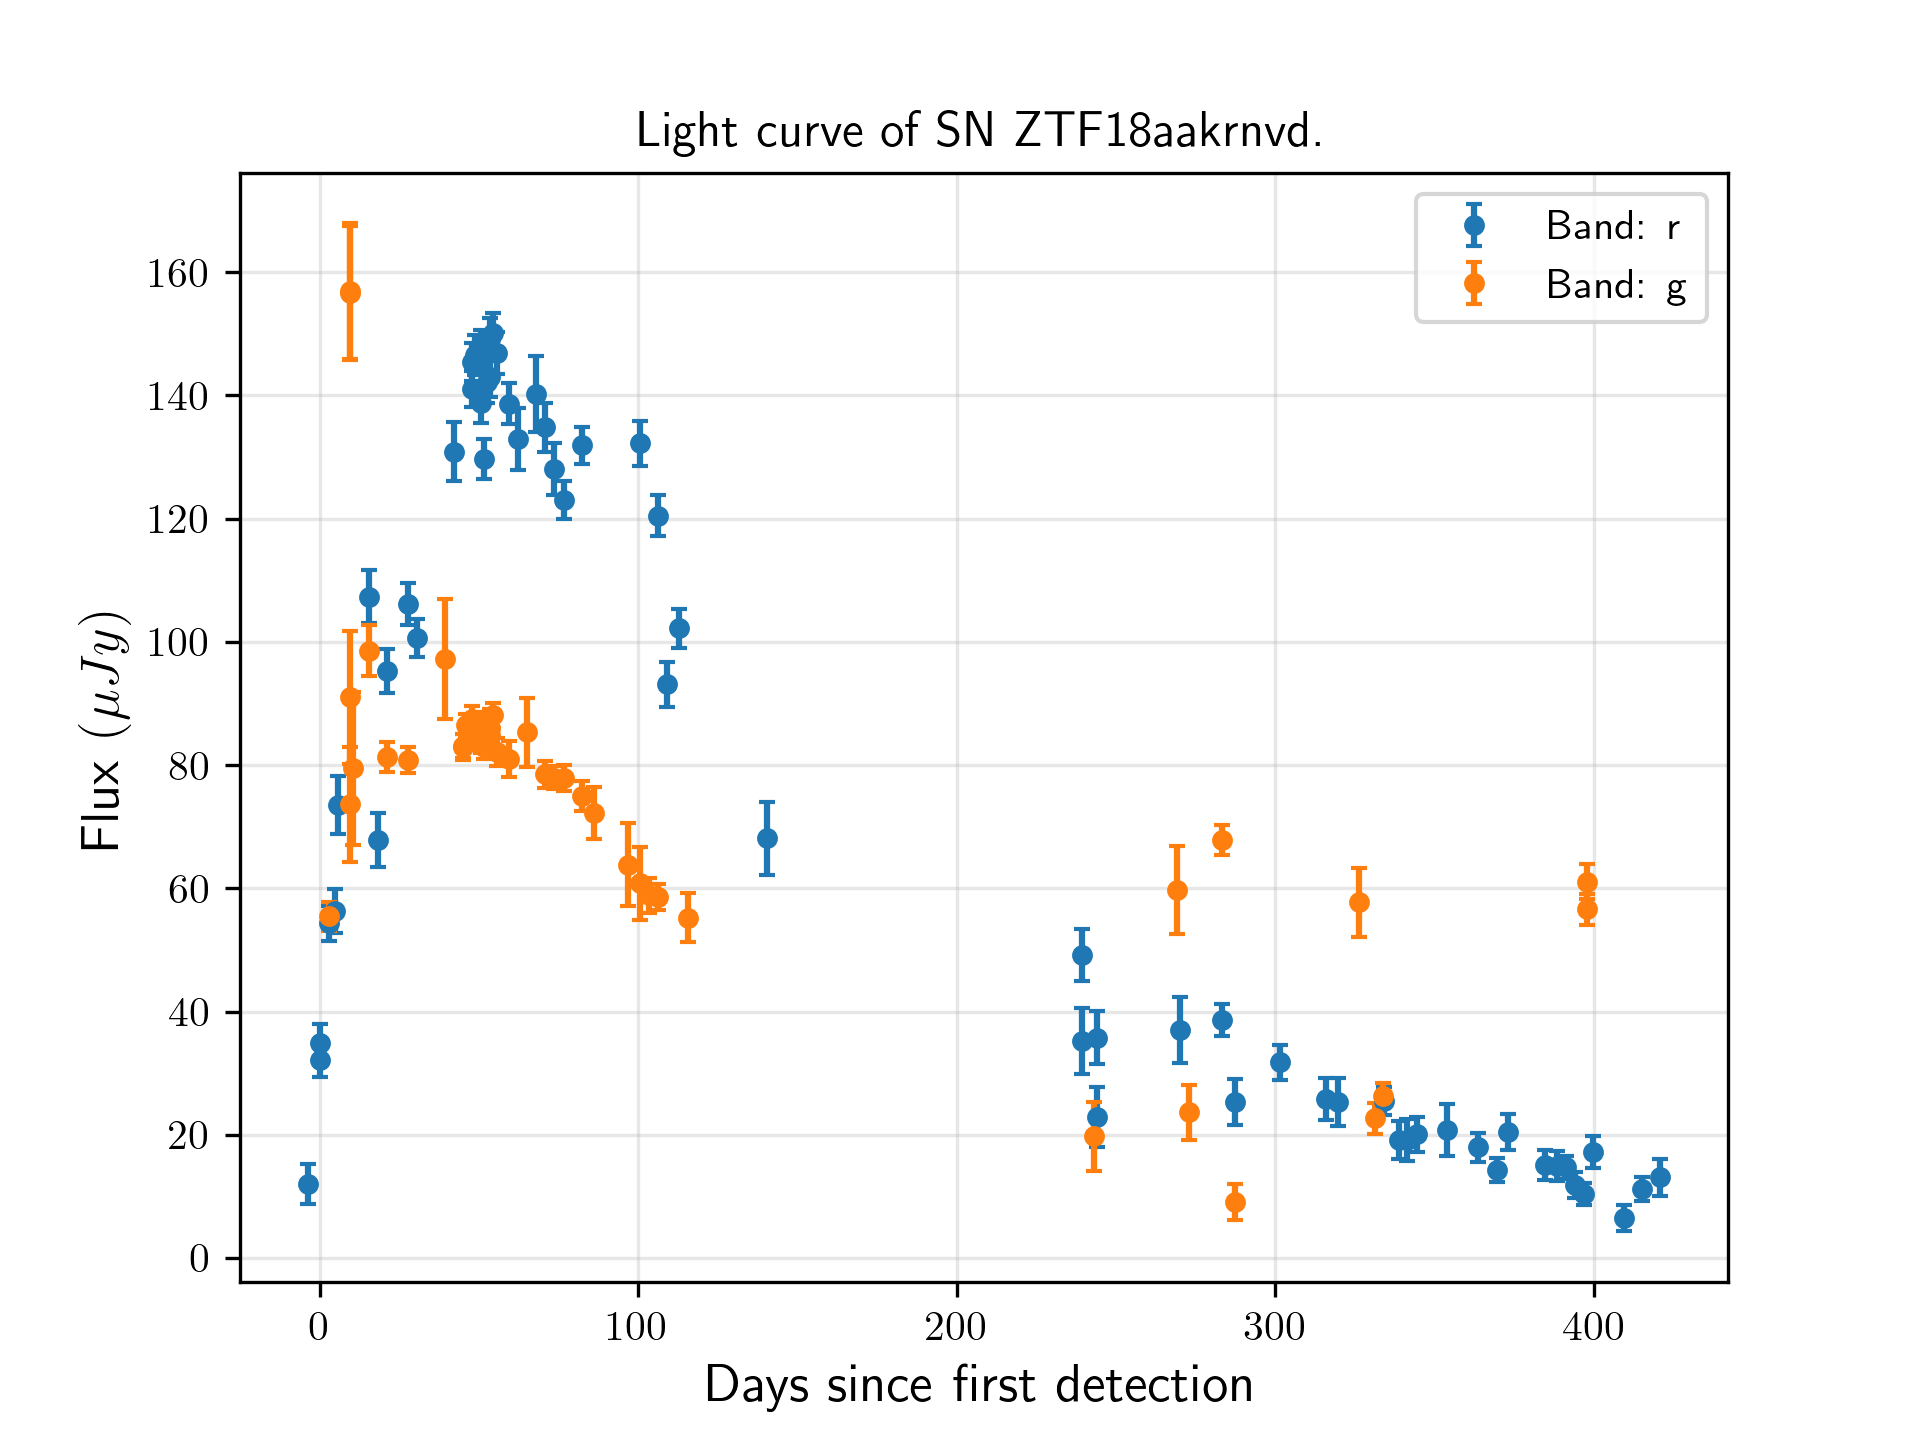 Light curve of SN ZTF18aakrnvd.
Band: r
Band: g
Flux (μJy)
160
140
120
100
80
60
40
20
0
0 100 200 300 400
Days since first detection